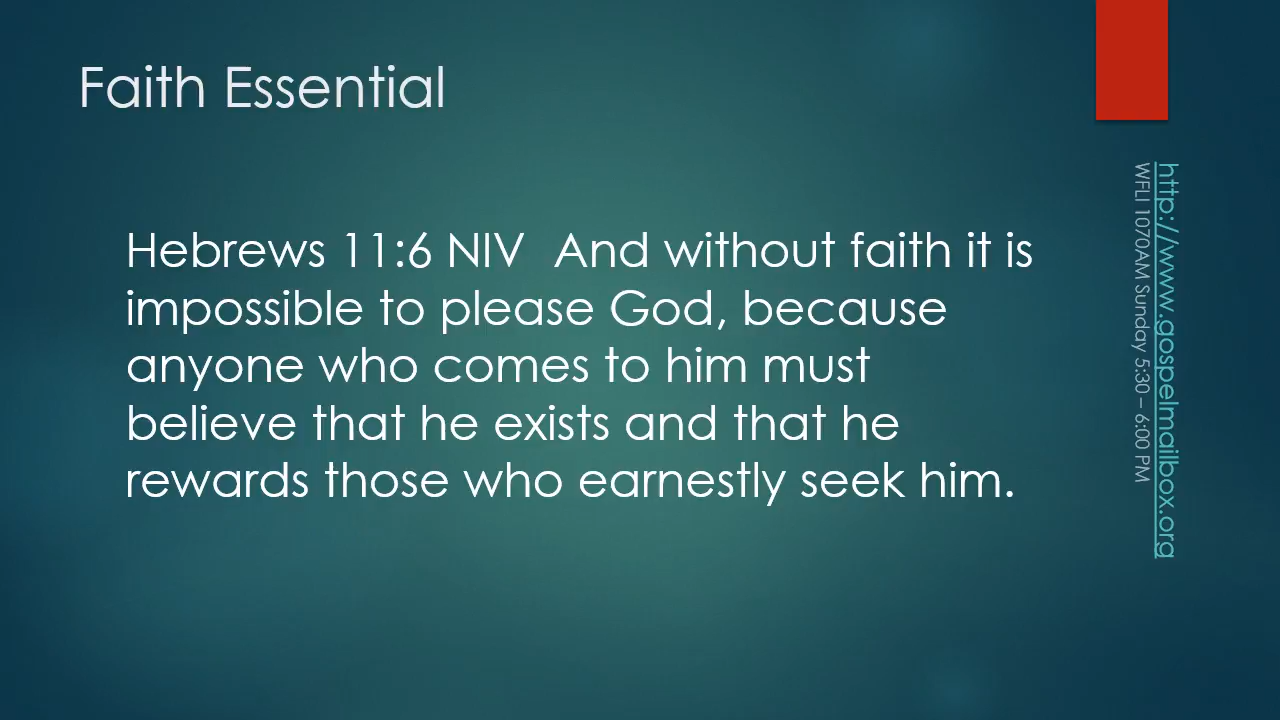 Faith Essential
Hebrews 11:6 NIV  And without faith it is
impossible to please God, because
anyone who comes to him must
believe that he exists and that he
rewards those who earnestly seek him.
http://www.gospelmailbox.org
WFLI 1070AM Sunday 5:30 – 6:00 PM